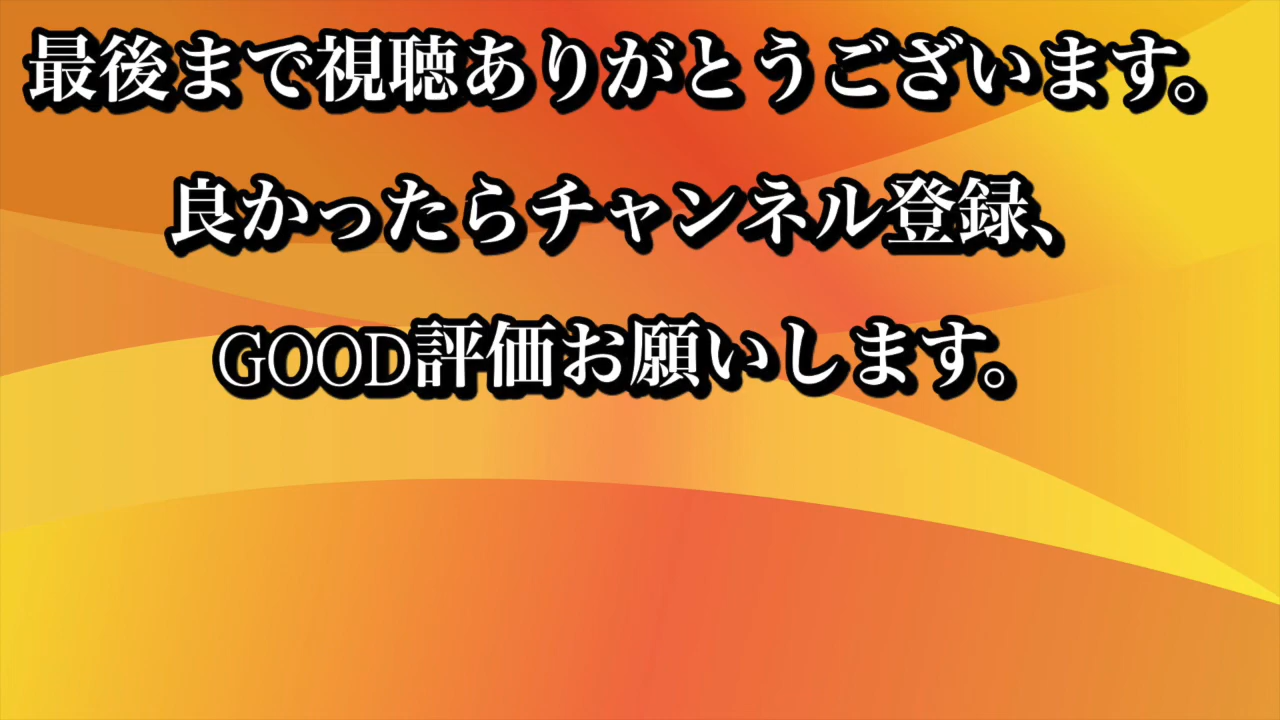 最後まで視聴ありがとうございます。
良かったらチャンネル登録、
GOOD評価お願いします。